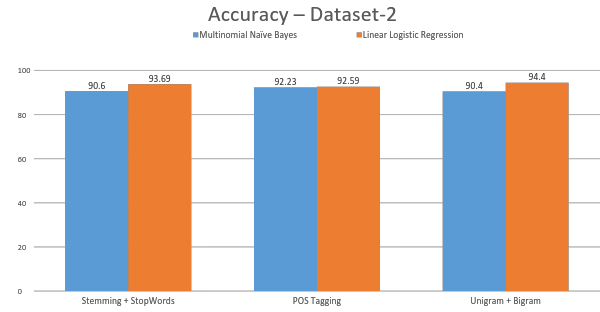 Accuracy – Dataset-2
Multinomial Naïve Bayes Linear Logistic Regression
100
80
60
40
20
0
90.6 93.69 92.23 92.59 90.4 94.4
Stemming + StopWords POS Tagging Unigram + Bigram